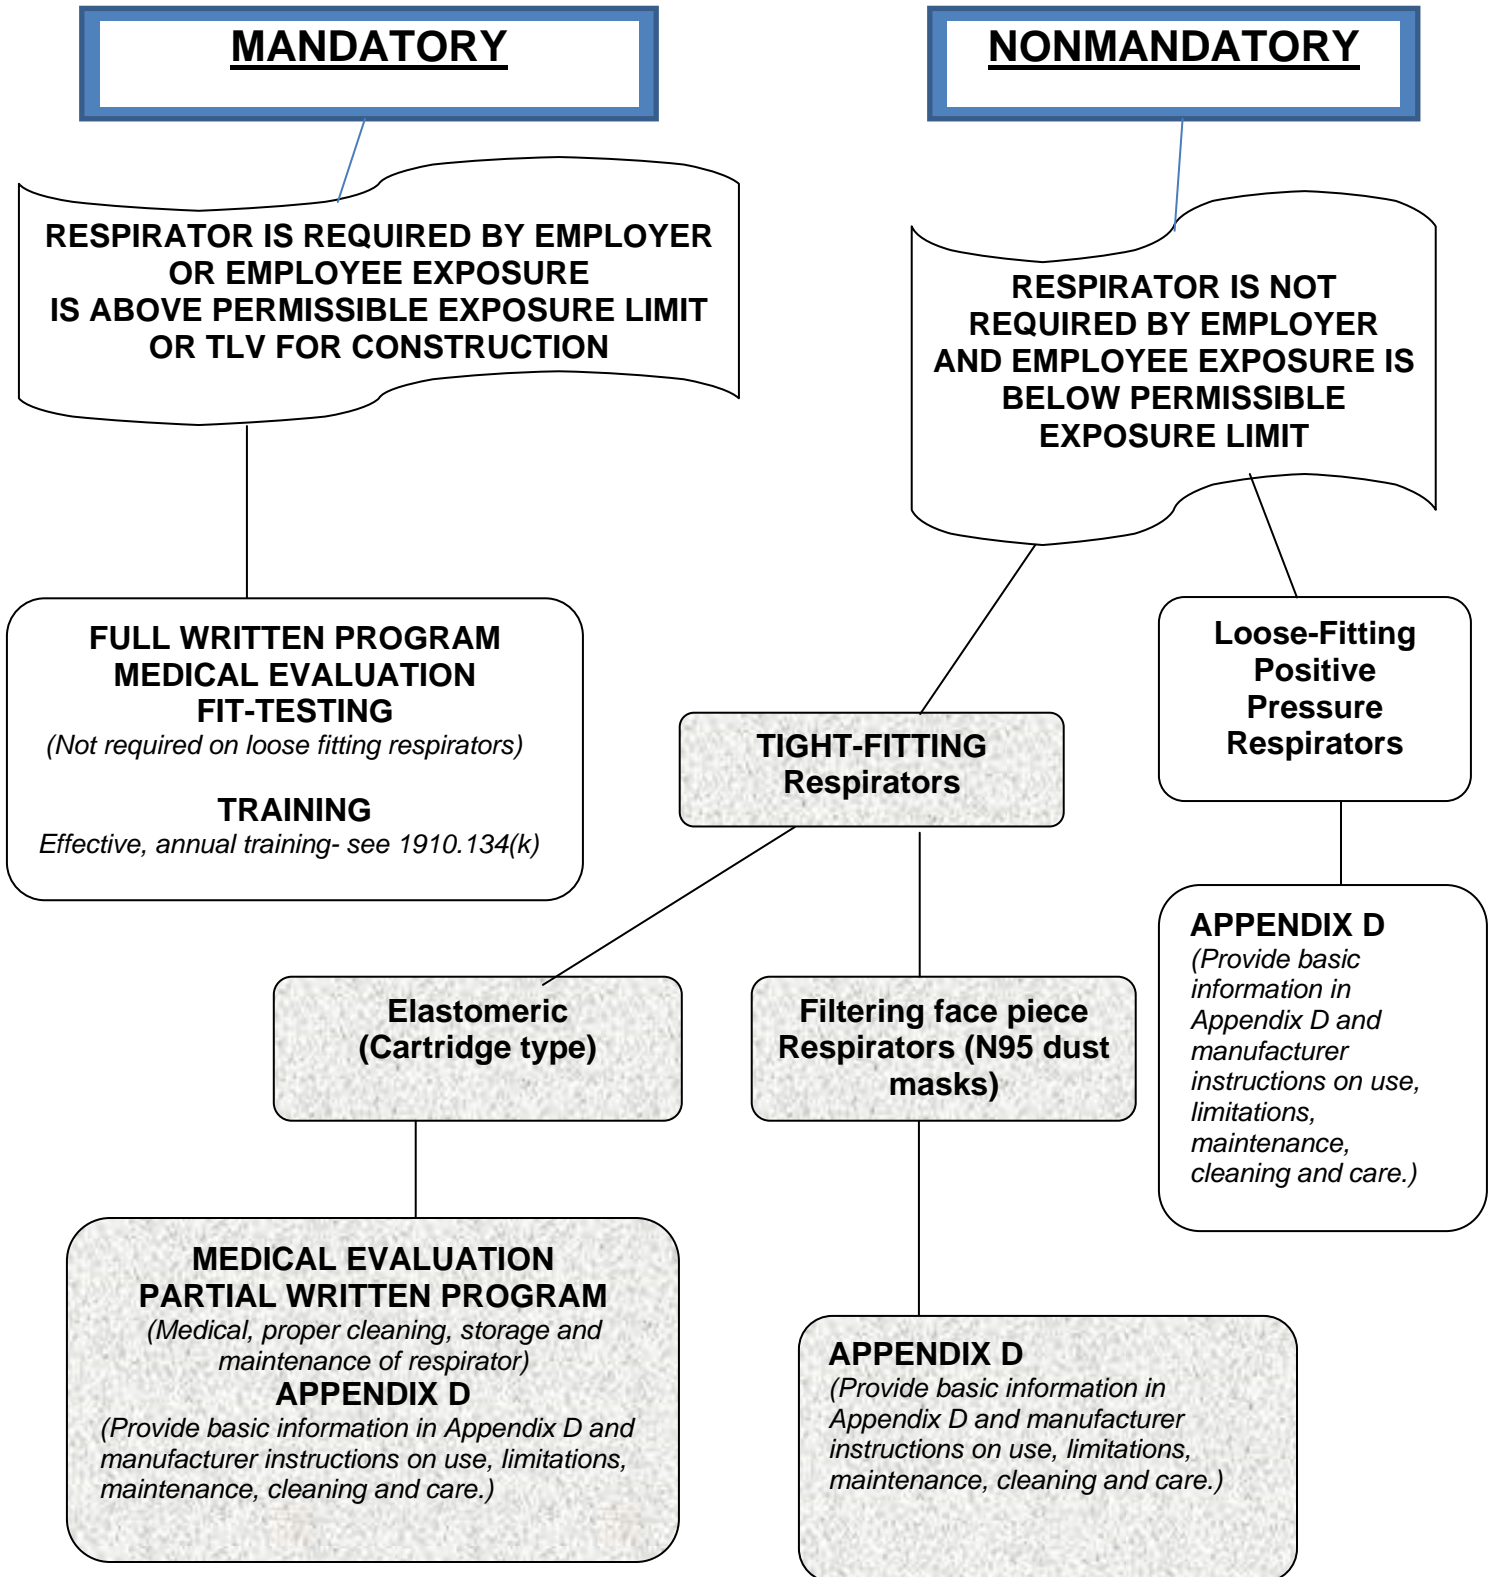 MANDATORY
NONMANDATORY
RESPIRATOR IS REQUIRED BY EMPLOYER
OR EMPLOYEE EXPOSURE
IS ABOVE PERMISSIBLE EXPOSURE LIMIT
OR TLV FOR CONSTRUCTION
RESPIRATOR IS NOT
REQUIRED BY EMPLOYER
AND EMPLOYEE EXPOSURE IS
BELOW PERMISSIBLE
EXPOSURE LIMIT
FULL WRITTEN PROGRAM
MEDICAL EVALUATION
FIT-TESTING
(Not required on loose fitting respirators)
TRAINING
Effective, annual training- see 1910.134(k)
TIGHT-FITTING
Respirators
Loose-Fitting
Positive
Pressure
Respirators
Elastomeric
(Cartridge type)
Filtering face piece
Respirators (N95 dust
masks)
APPENDIX D
(Provide basic
information in
Appendix D and
manufacturer
instructions on use,
limitations,
maintenance,
cleaning and care.)
MEDICAL EVALUATION
PARTIAL WRITTEN PROGRAM
(Medical, proper cleaning, storage and
maintenance of respirator)
APPENDIX D
(Provide basic information in Appendix D and
manufacturer instructions on use, limitations,
maintenance, cleaning and care.)
APPENDIX D
(Provide basic information in
Appendix D and manufacturer
instructions on use, limitations,
maintenance, cleaning and care.)